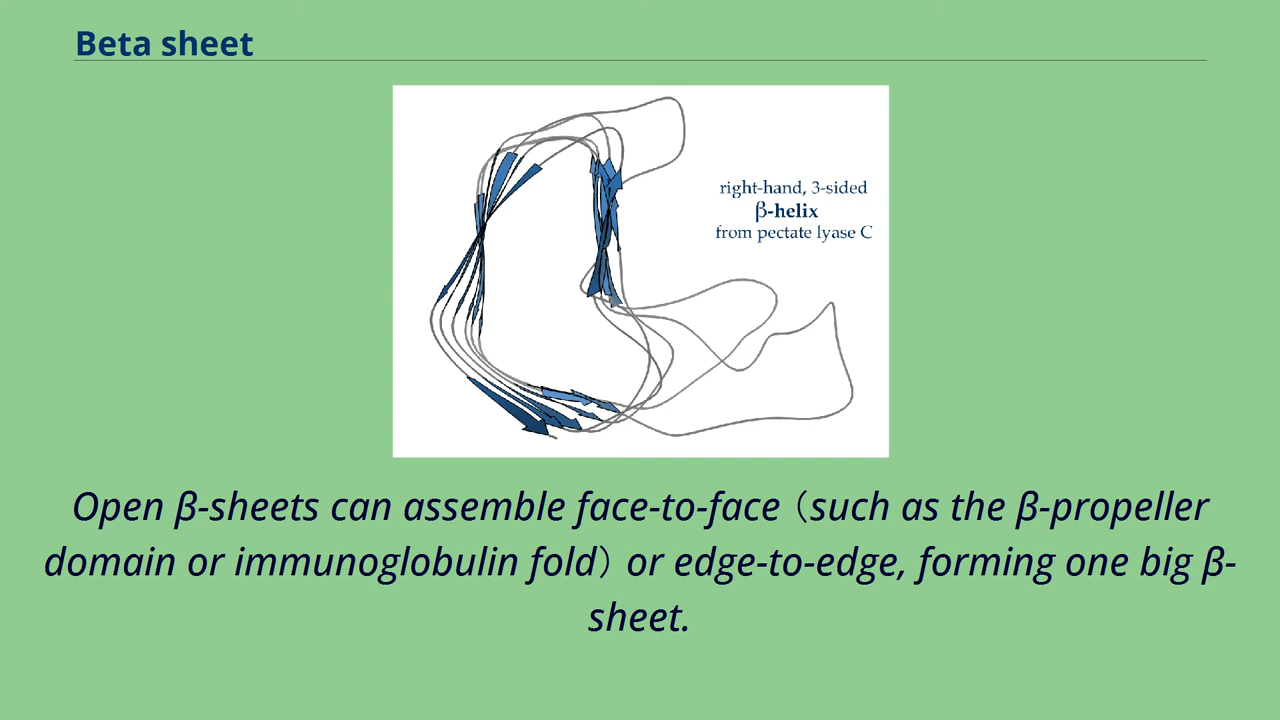 Beta sheet
right-hand, 3-sided
β-helix
from pectate lyase C
Open β-sheets can assemble face-to-face（such as the β-propeller
domain or immunoglobulin fold）or edge-to-edge, forming one big β-
sheet.